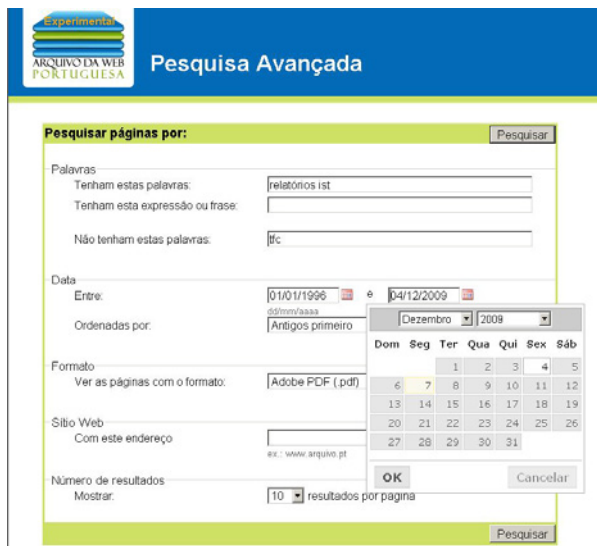 Experimental
ARQUIVO DA WEB
PORTUGUESA
Pesquisa Avançada
Pesquisar páginas por:
Pesquisar
Palavras
Tenham estas palavras:
relatórios ist
Tenham esta expressão ou frase:
Não tenham estas palavras:
tfc
Data
Entre:
01/01/1996
e
04/12/2009
dd/mm/aaaa
Ordenadas por:
Antigos primeiro
Dezembro 2009
Dom Seg Ter Qua Qui Sex Sáb
1 2 3 4 5
6 7 8 9 10 11 12
13 14 15 16 17 18 19
20 21 22 23 24 25 26
27 28 29 30 31
OK
Cancelar
Formato
Ver as páginas com o formato:
Adobe PDF (.pdf)
Sítio Web
Com este endereço
ex.: www.arquivo.pt
Número de resultados
Mostrar:
10
resultados por página
Pesquisar